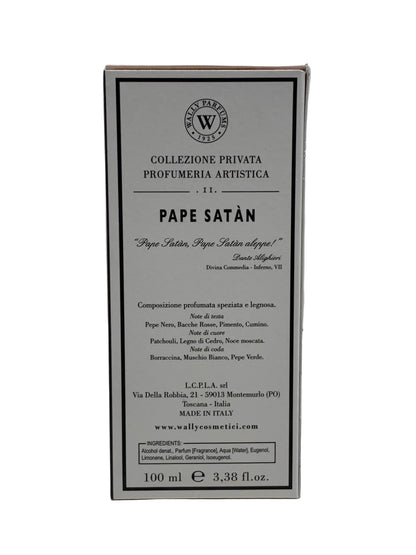 WALLY PARFUMS
W
1925
COLLEZIONE PRIVATA
PROFUMERIA ARTISTICA
. 11 .
PAPE SATÀN
"Pape Satàn, Pape Satàn aleppe!"
Dante Alighieri
Divina Commedia - Inferno, VII
Composizione profumata speziata e legnosa.
Note di testa
Pepe Nero, Bacche Rosse, Pimento, Cumino.
Note di cuore
Patchouli, Legno di Cedro, Noce moscata.
Note di coda
Borraccina, Muschio Bianco, Pepe Verde.
L.C.P.L.A. srl
Via Della Robbia, 21 - 59013 Montemurlo (PO)
Toscana - Italia
MADE IN ITALY
www.wallycosmetici.com
INGREDIENTS:
Alcohol denat., Parfum [Fragrance], Aqua [Water], Eugenol,
Limonene, Linalool, Geraniol, Isoeugenol.
100 ml ℮ 3,38 fl.oz.